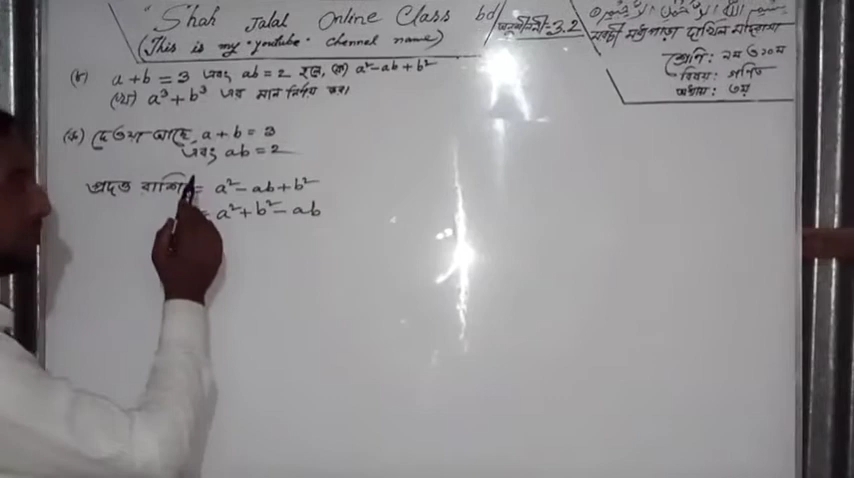 Shah Jalal Online Class bd
(This is my "youtube" chennel name)
অনুশীলনী-3.2
শ্রেণি: ৯ম ও ১০ম
বিষয়: গণিত
অধ্যায়: ৩য়
(৮) a + b = 3 এবং ab = 2 হলে, (ক) a² - ab + b²
(খ) a³ + b³ এর মান নির্ণয় কর।
(ক) দেওয়া আছে, a + b = 3
এবং ab = 2
প্রদত্ত রাশি = a² - ab + b²
= a² + b² - ab